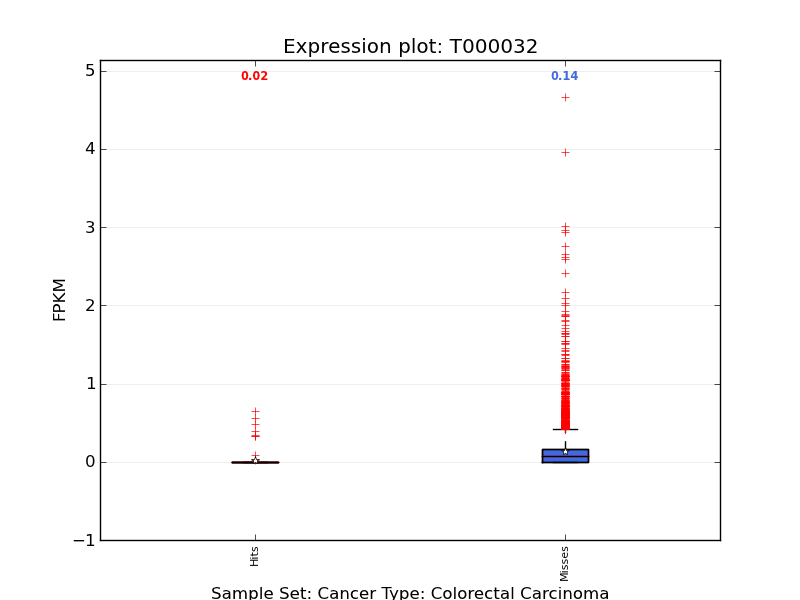 Expression plot: T000032
0.02
0.14
5
4
3
2
1
0
−1
FPKM
Hits
Misses
Sample Set: Cancer Type: Colorectal Carcinoma